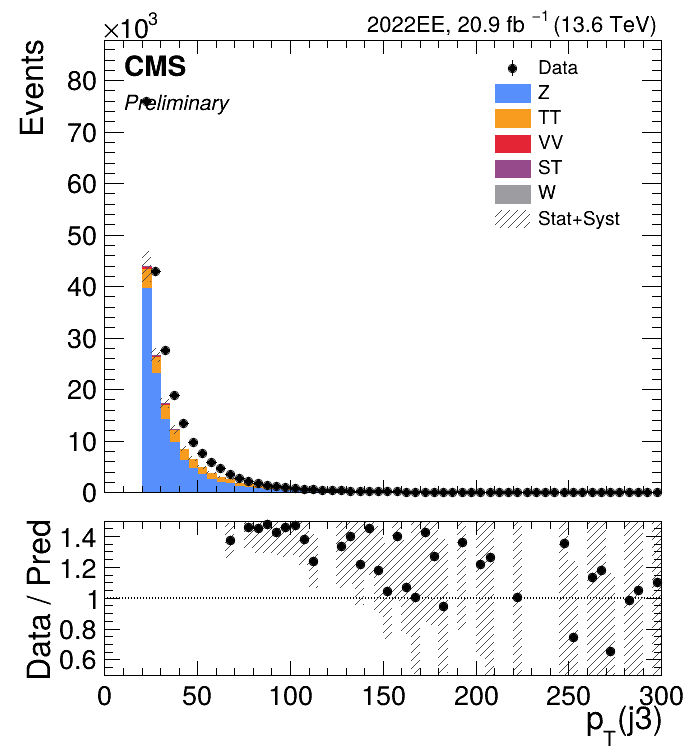 ×10³
2022EE, 20.9 fb ⁻¹ (13.6 TeV)
Events
CMS
Preliminary
Data
Z
TT
VV
ST
W
Stat+Syst
80
70
60
50
40
30
20
10
0
Data / Pred
1.4
1.2
1
0.8
0.6
0 50 100 150 200 250 300
p_T(j3)